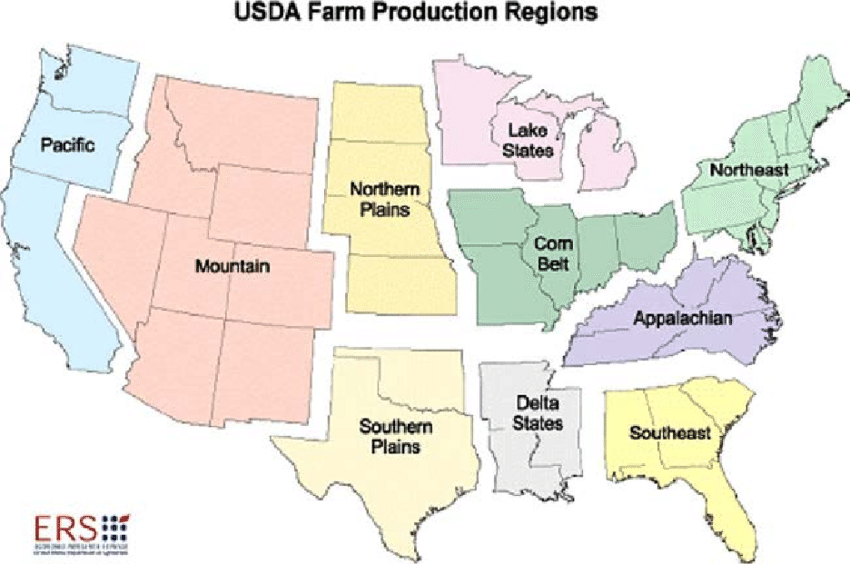 USDA Farm Production Regions
Pacific
Mountain
Northern
Plains
Lake
States
Northeast
Corn
Belt
Appalachian
Southern
Plains
Delta
States
Southeast
ERS